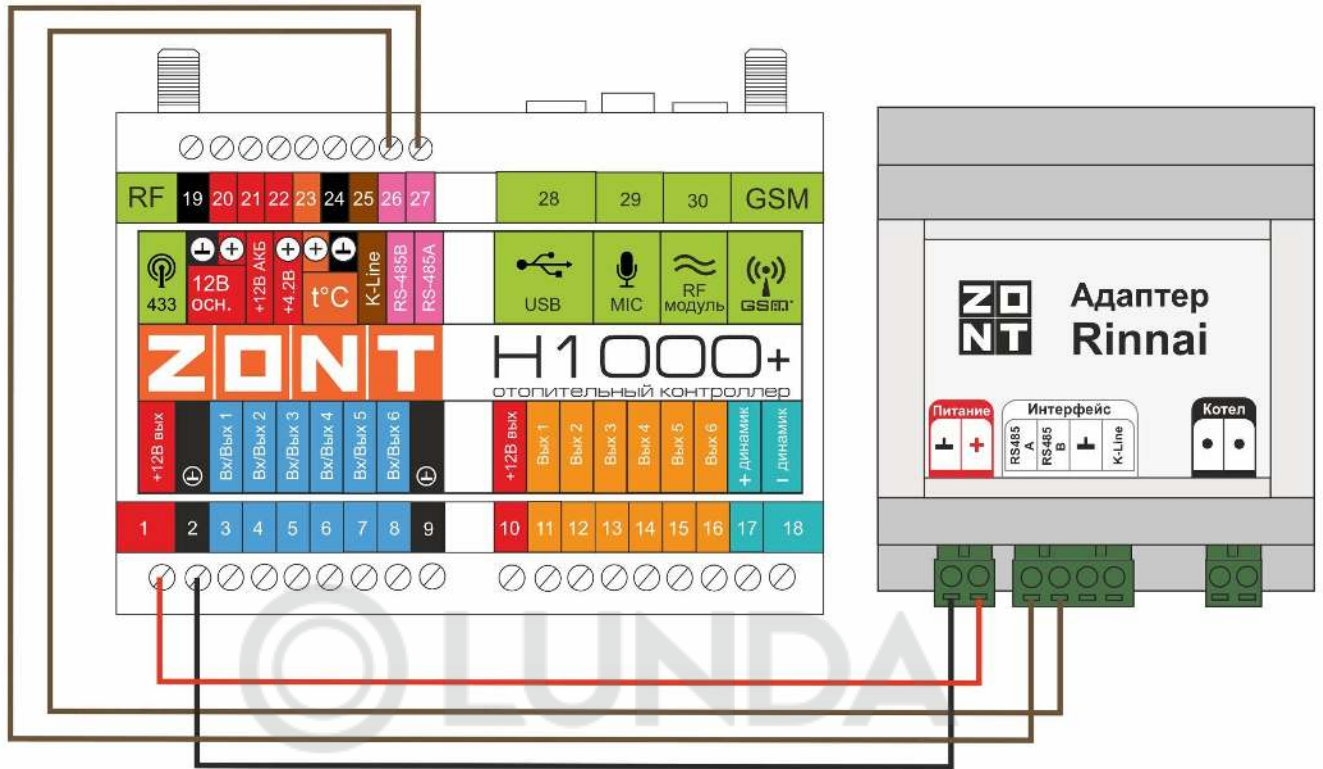 RF 19 20 21 22 23 24 25 26 27 28 29 30 GSM
433
12В
осн.
+12В АКБ
+4.2В
t°C
K-Line
RS-485B
RS-485A
USB
MIC
RF
модуль
GSM
ZONT
H1000+
отопительный контроллер
+12В вых
Вх/Вых 1
Вх/Вых 2
Вх/Вых 3
Вх/Вых 4
Вх/Вых 5
Вх/Вых 6
+12В вых
Вых 1
Вых 2
Вых 3
Вых 4
Вых 5
Вых 6
+ динамик
– динамик
1 2 3 4 5 6 7 8 9 10 11 12 13 14 15 16 17 18
ZONT
Адаптер
Rinnai
Питание
Интерфейс
Котел
RS485
A
RS485
B
K-Line
LUNDA